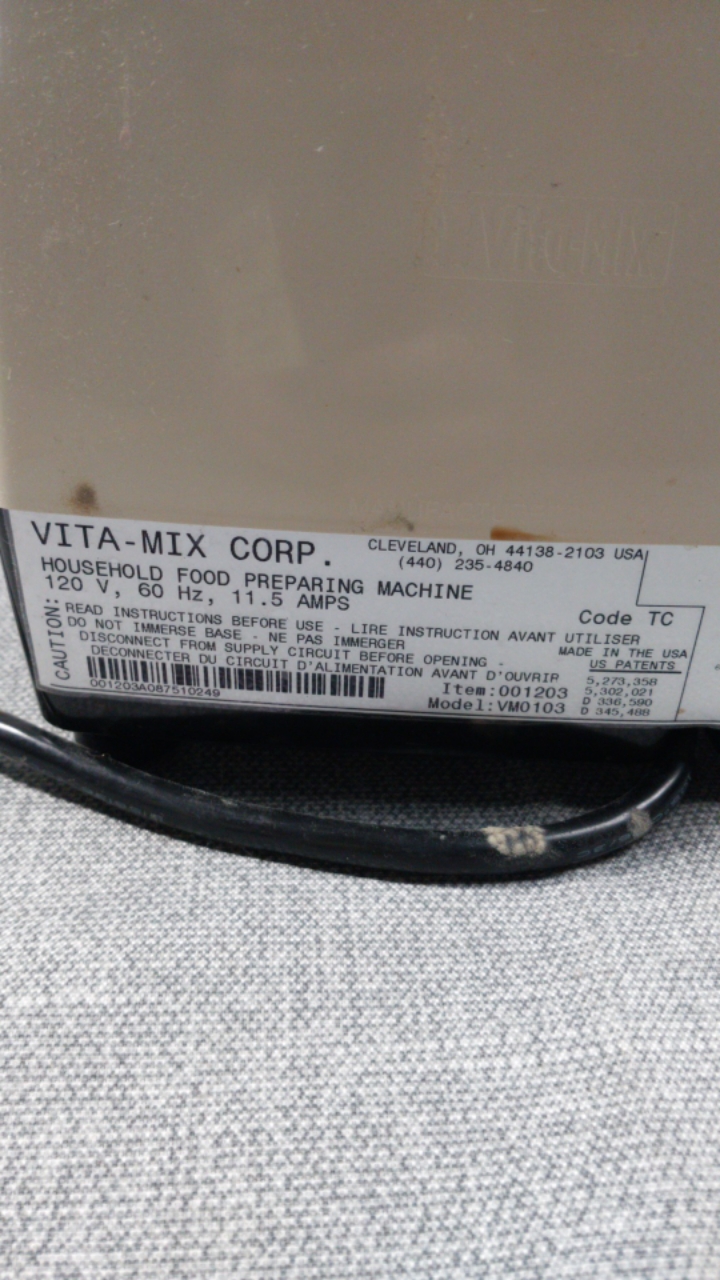 Vita-Mix
VITA-MIX CORP.
CLEVELAND, OH 44138-2103 USA
(440) 235-4840
HOUSEHOLD FOOD PREPARING MACHINE
120 V, 60 Hz, 11.5 AMPS
Code TC
CAUTION:
READ INSTRUCTIONS BEFORE USE - LIRE INSTRUCTION AVANT UTILISER
DO NOT IMMERSE BASE - NE PAS IMMERGER
DISCONNECT FROM SUPPLY CIRCUIT BEFORE OPENING -
DECONNECTER DU CIRCUIT D'ALIMENTATION AVANT D'OUVRIR
001203A087510249
Item:001203
Model:VM0103
MADE IN THE USA
US PATENTS
5,273,358
5,302,021
D 336,590
D 345,488